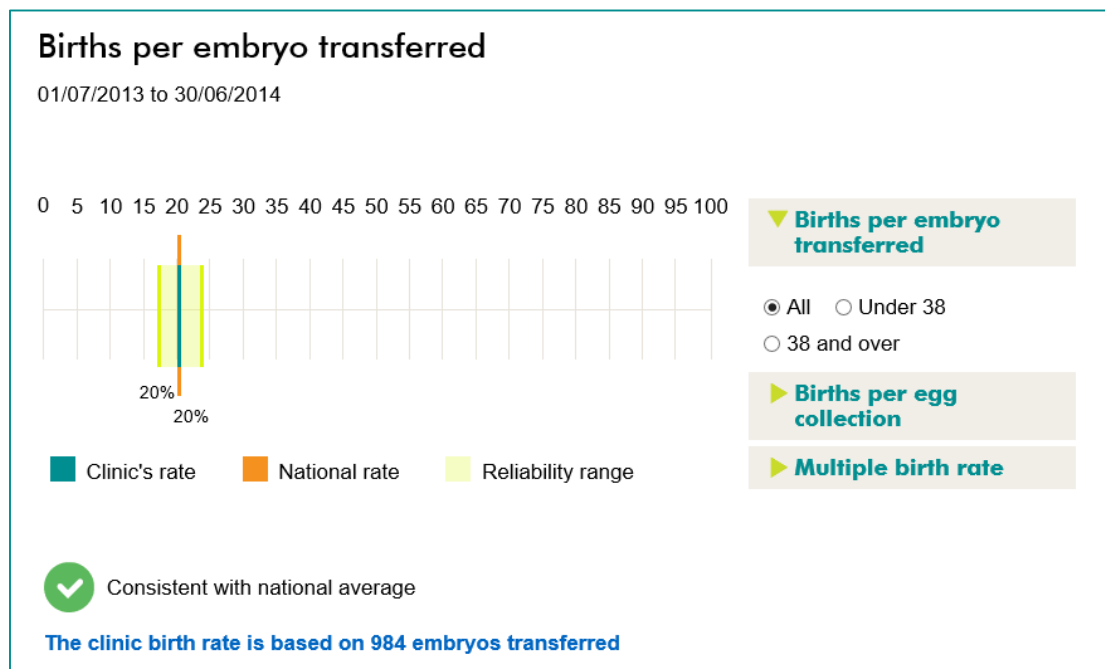 Births per embryo transferred
01/07/2013 to 30/06/2014
0 5 10 15 20 25 30 35 40 45 50 55 60 65 70 75 80 85 90 95 100
20%
20%
Clinic's rate National rate Reliability range
Births per embryo
transferred
All Under 38
38 and over
Births per egg
collection
Multiple birth rate
Consistent with national average
The clinic birth rate is based on 984 embryos transferred